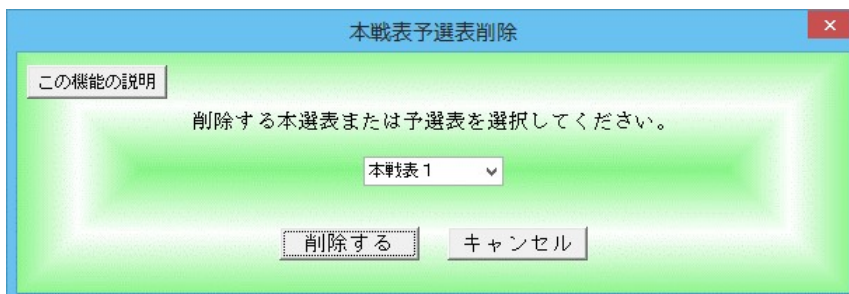 本戦表予選表削除
この機能の説明
削除する本選表または予選表を選択してください。
本戦表１
削除する
キャンセル